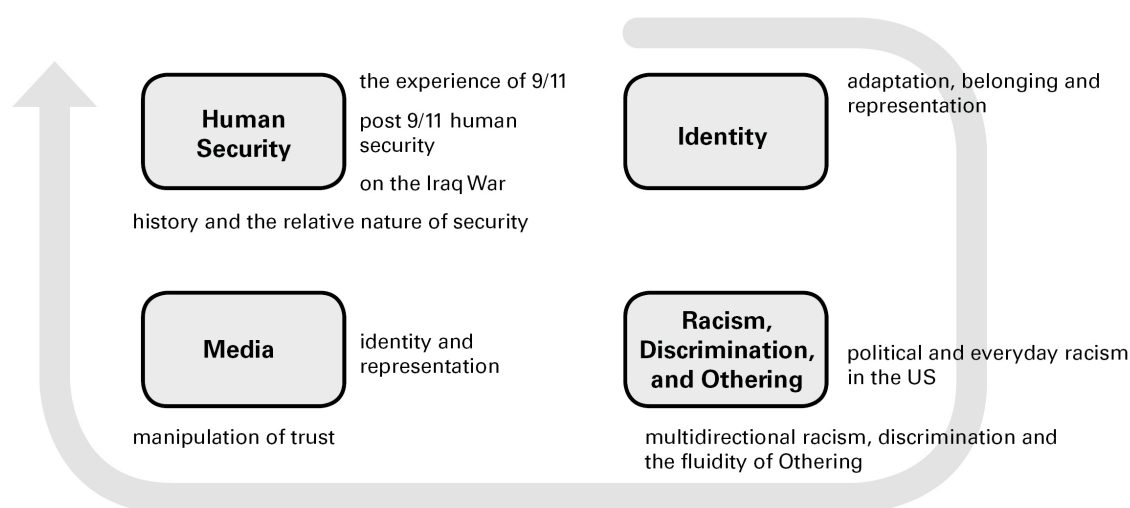 Human
Security
the experience of 9/11
post 9/11 human
security
on the Iraq War
history and the relative nature of security
Identity
adaptation, belonging and
representation
Media
identity and
representation
manipulation of trust
Racism,
Discrimination,
and Othering
political and everyday racism
in the US
multidirectional racism, discrimination and
the fluidity of Othering